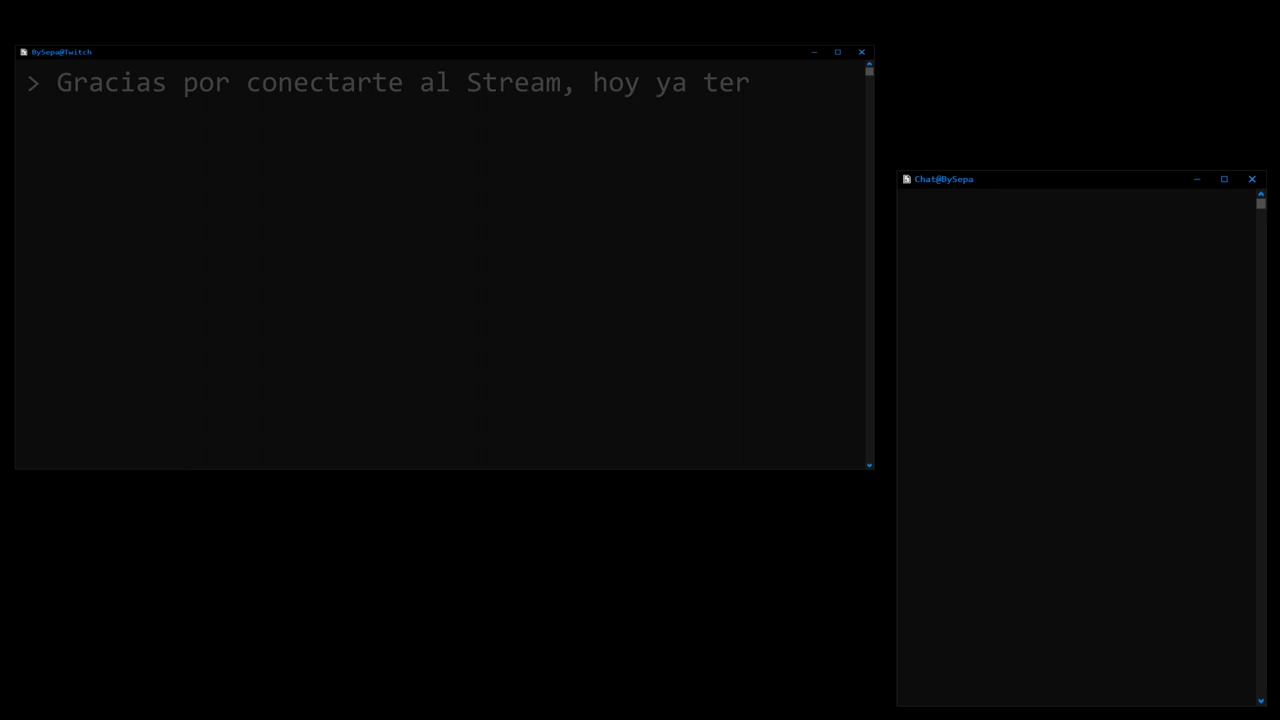 BySepa@Twitch
> Gracias por conectarte al Stream, hoy ya ter
Chat@BySepa